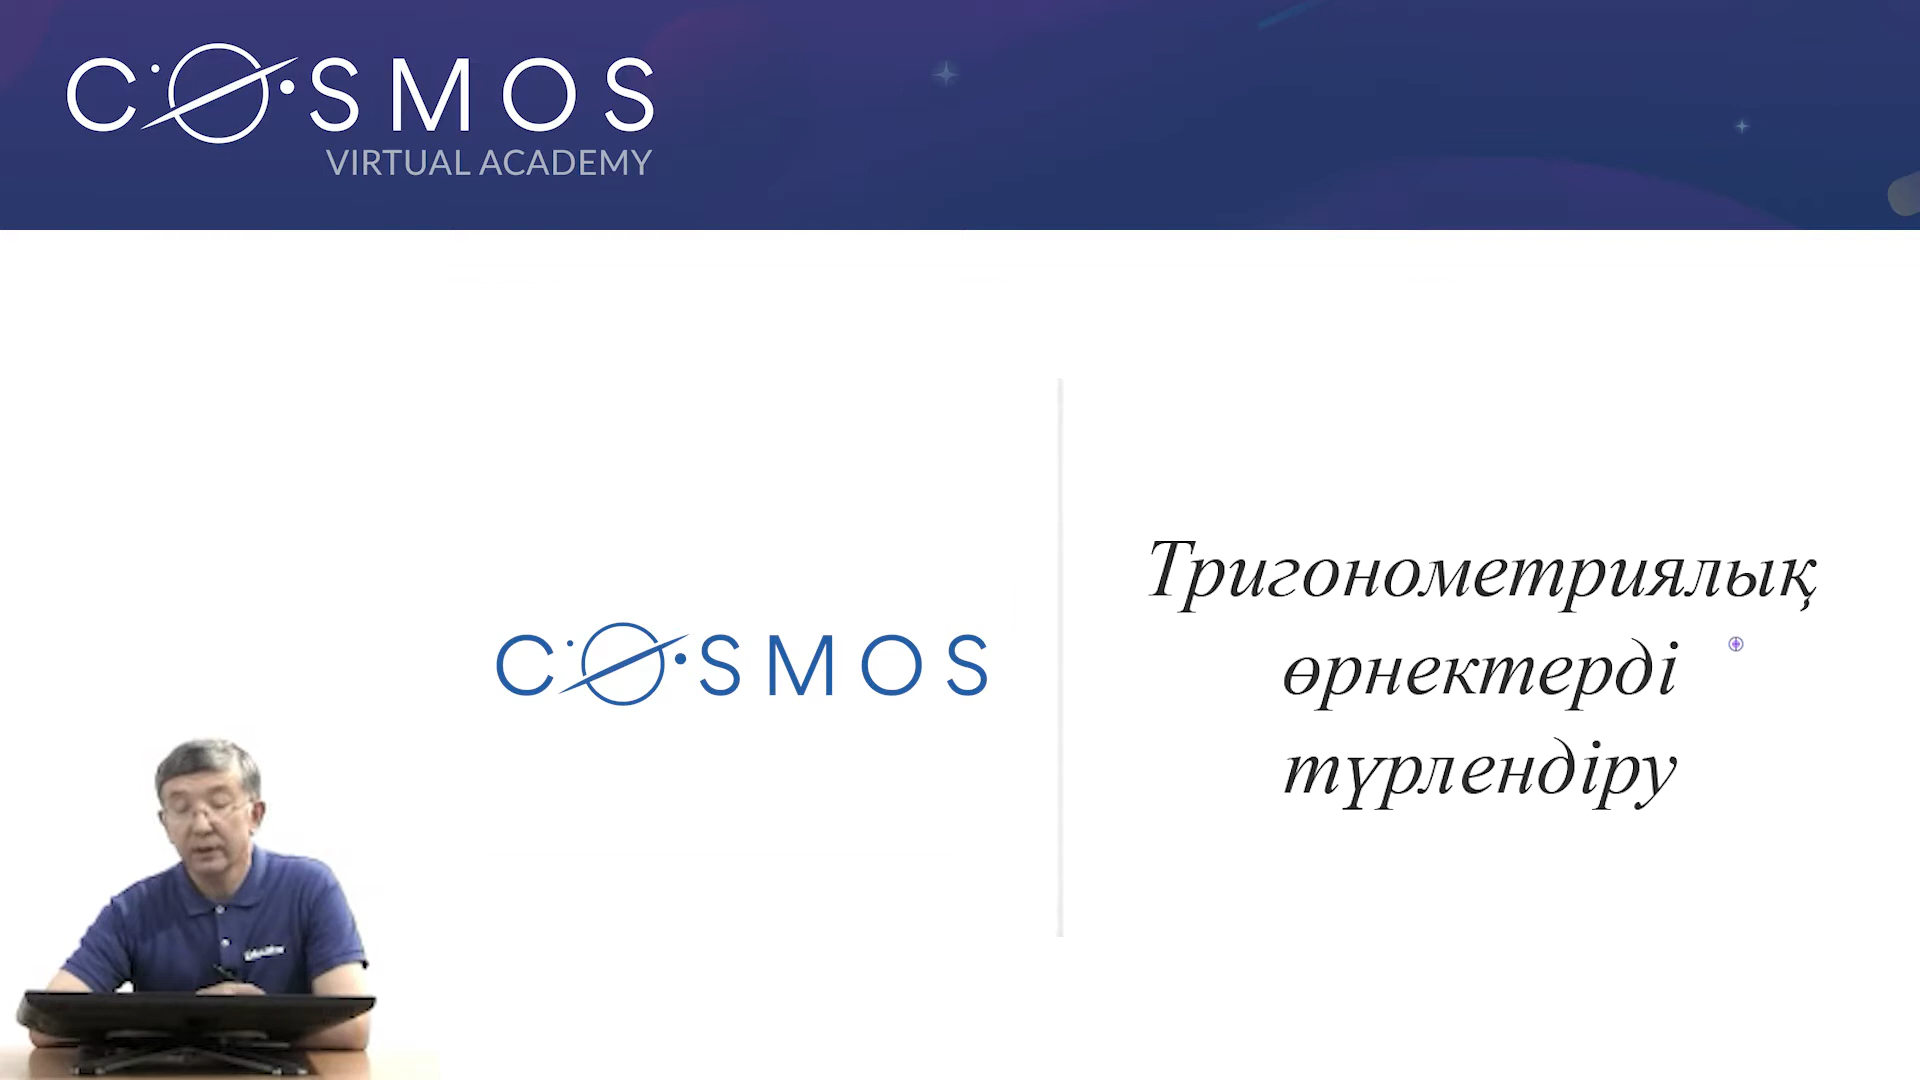 COSMOS
VIRTUAL ACADEMY
COSMOS
Тригонометриялық
өрнектерді
түрлендіру